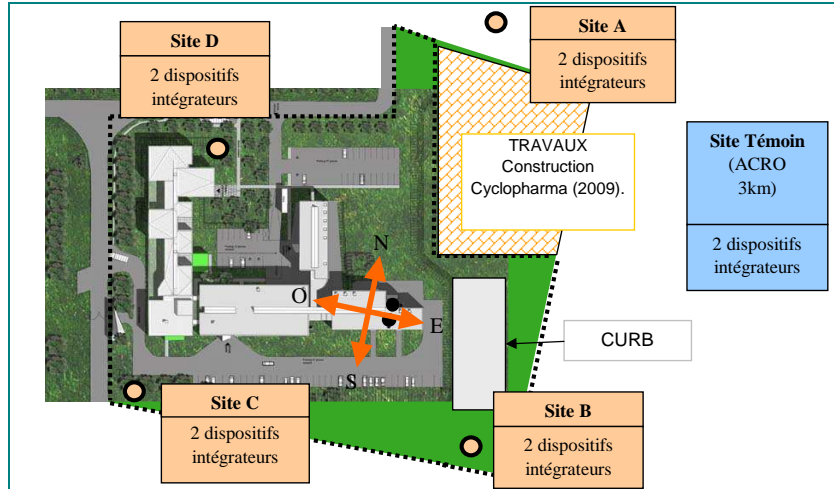 Site D
2 dispositifs
intégrateurs
Site A
2 dispositifs
intégrateurs
TRAVAUX
Construction
Cyclopharma (2009).
Site Témoin
(ACRO
3km)
2 dispositifs
intégrateurs
N
O
E
S
CURB
Site C
2 dispositifs
intégrateurs
Site B
2 dispositifs
intégrateurs